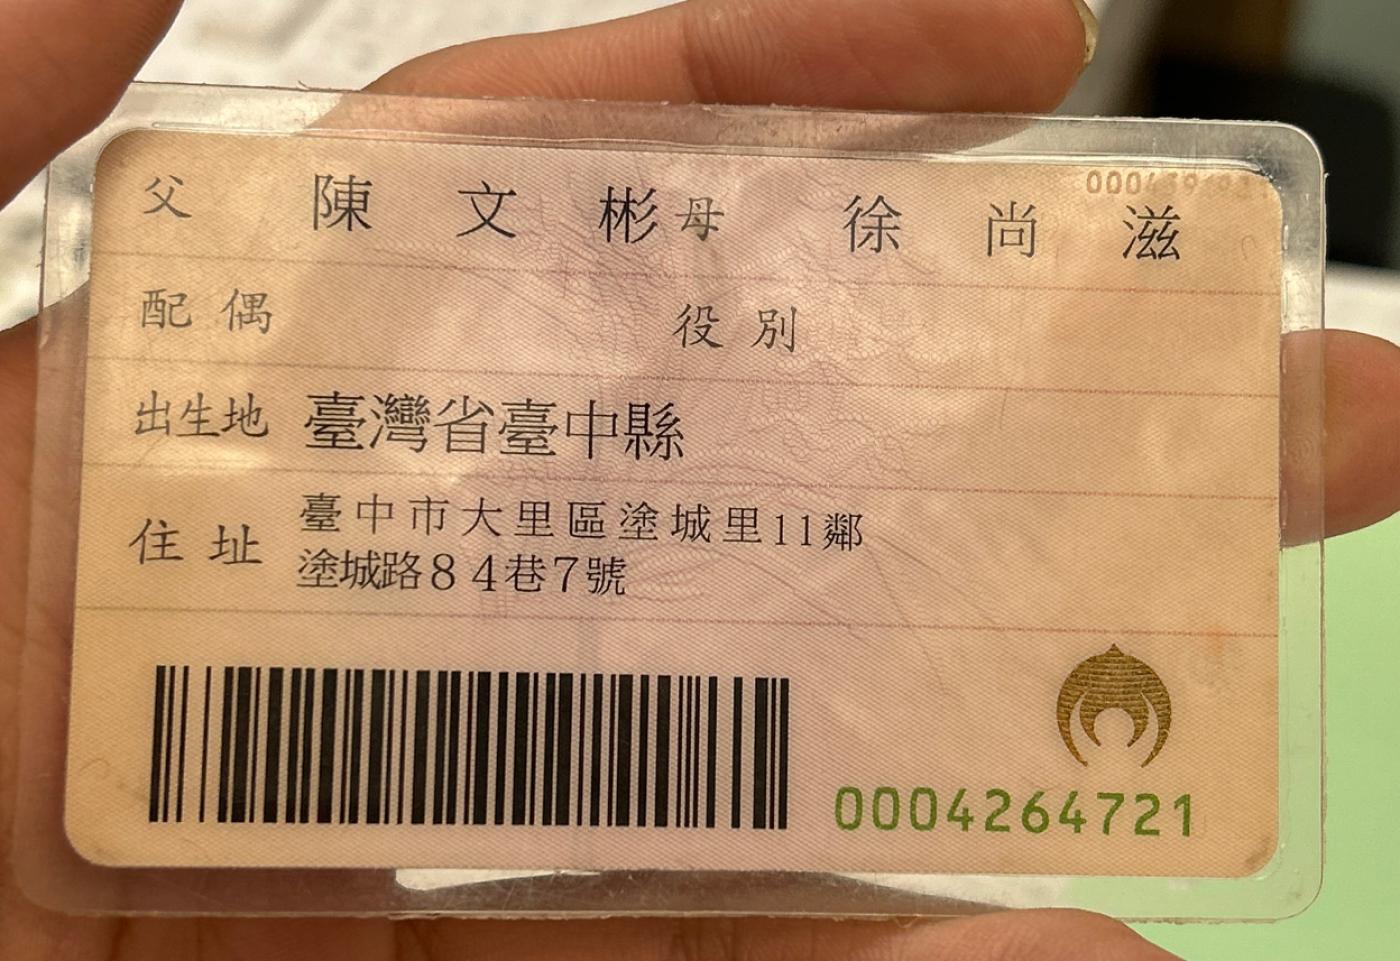 父 陳文彬 母 徐尚滋
配偶 役別
出生地 臺灣省臺中縣
住址 臺中市大里區塗城里11鄰
塗城路84巷7號
0004264721